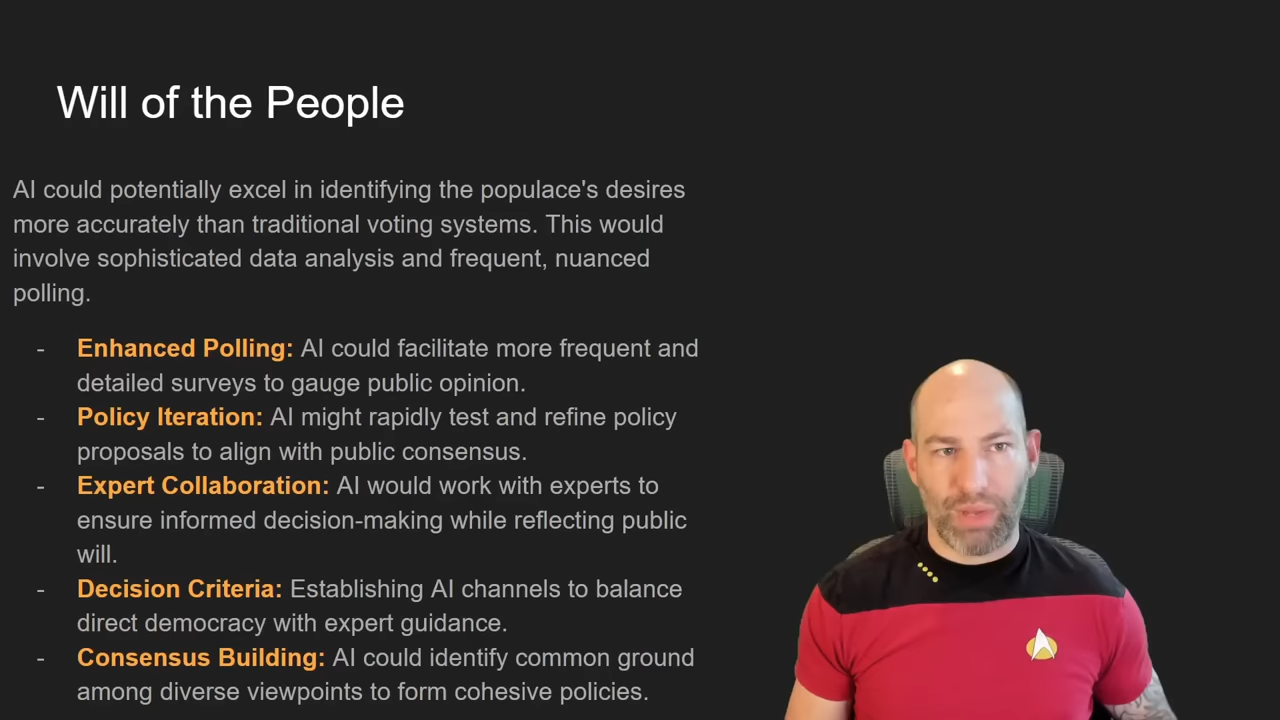 Will of the People
AI could potentially excel in identifying the populace's desires
more accurately than traditional voting systems. This would
involve sophisticated data analysis and frequent, nuanced
polling.
- Enhanced Polling: AI could facilitate more frequent and
detailed surveys to gauge public opinion.
- Policy Iteration: AI might rapidly test and refine policy
proposals to align with public consensus.
- Expert Collaboration: AI would work with experts to
ensure informed decision-making while reflecting public
will.
- Decision Criteria: Establishing AI channels to balance
direct democracy with expert guidance.
- Consensus Building: AI could identify common ground
among diverse viewpoints to form cohesive policies.